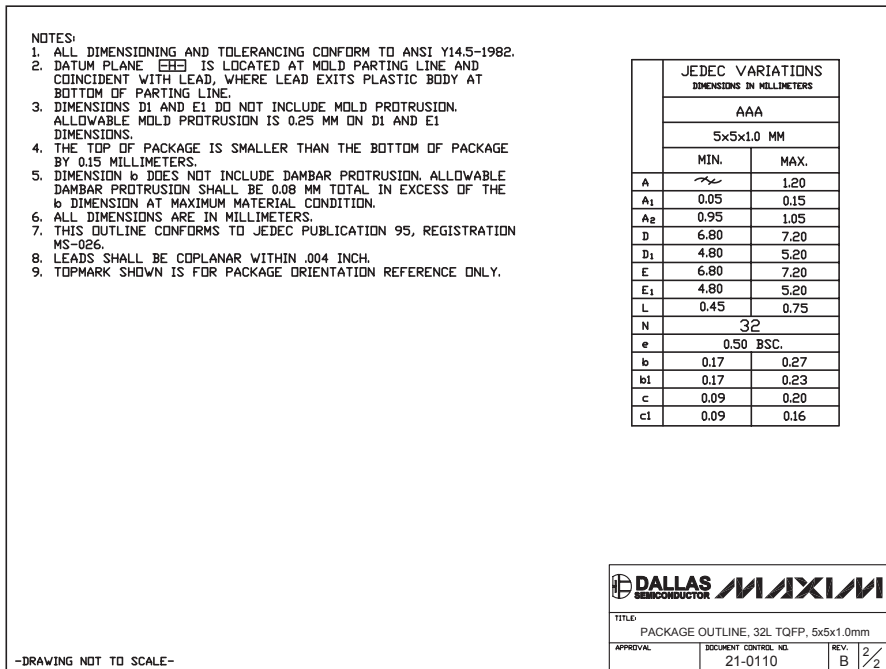 NOTES:
1. ALL DIMENSIONING AND TOLERANCING CONFORM TO ANSI Y14.5-1982.
2. DATUM PLANE -H- IS LOCATED AT MOLD PARTING LINE AND
COINCIDENT WITH LEAD, WHERE LEAD EXITS PLASTIC BODY AT
BOTTOM OF PARTING LINE.
3. DIMENSIONS D1 AND E1 DO NOT INCLUDE MOLD PROTRUSION.
ALLOWABLE MOLD PROTRUSION IS 0.25 MM ON D1 AND E1
DIMENSIONS.
4. THE TOP OF PACKAGE IS SMALLER THAN THE BOTTOM OF PACKAGE
BY 0.15 MILLIMETERS.
5. DIMENSION b DOES NOT INCLUDE DAMBAR PROTRUSION. ALLOWABLE
DAMBAR PROTRUSION SHALL BE 0.08 MM TOTAL IN EXCESS OF THE
b DIMENSION AT MAXIMUM MATERIAL CONDITION.
6. ALL DIMENSIONS ARE IN MILLIMETERS.
7. THIS OUTLINE CONFORMS TO JEDEC PUBLICATION 95, REGISTRATION
MS-026.
8. LEADS SHALL BE COPLANAR WITHIN .004 INCH.
9. TOPMARK SHOWN IS FOR PACKAGE ORIENTATION REFERENCE ONLY.
JEDEC VARIATIONS
DIMENSIONS IN MILLIMETERS
AAA
5x5x1.0 MM
MIN. MAX.
A 1.20
A1 0.05 0.15
A2 0.95 1.05
D 6.80 7.20
D1 4.80 5.20
E 6.80 7.20
E1 4.80 5.20
L 0.45 0.75
N 32
e 0.50 BSC.
b 0.17 0.27
b1 0.17 0.23
c 0.09 0.20
c1 0.09 0.16
-DRAWING NOT TO SCALE-
DALLAS SEMICONDUCTOR MAXIM
TITLE:
PACKAGE OUTLINE, 32L TQFP, 5x5x1.0mm
APPROVAL DOCUMENT CONTROL NO. REV.
21-0110 B 2/2